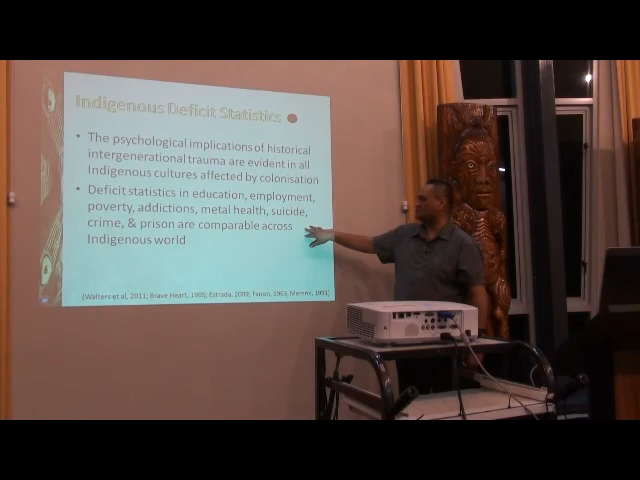 Indigenous Deficit Statistics
• The psychological implications of historical
intergenerational trauma are evident in all
Indigenous cultures affected by colonisation
• Deficit statistics in education, employment,
poverty, addictions, metal health, suicide,
crime, & prison are comparable across
Indigenous world
(Walters et al, 2011; Brave Heart, 1995; Estrada, 2009; Fanon, 1963; Memmi, 1991)